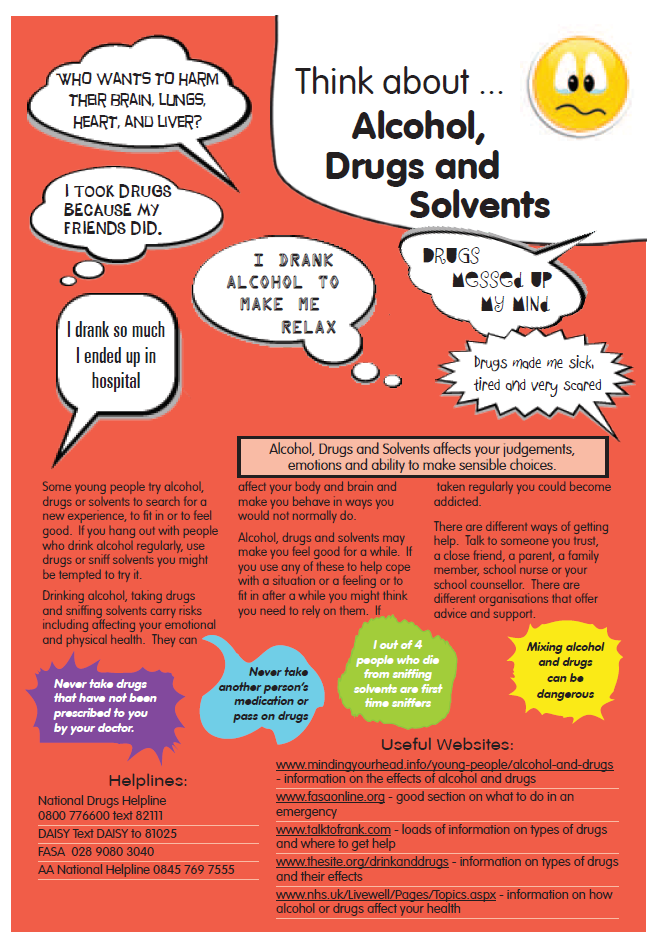 WHO WANTS TO HARM
THEIR BRAIN, LUNGS,
HEART, AND LIVER?
Think about ...
Alcohol,
Drugs and
Solvents
I TOOK DRUGS
BECAUSE MY
FRIENDS DID.
I DRANK
ALCOHOL TO
MAKE ME
RELAX
DRUGS
MESSED UP
MY MIND
I drank so much
I ended up in
hospital
Drugs made me sick,
tired and very scared
Alcohol, Drugs and Solvents affects your judgements,
emotions and ability to make sensible choices.
Some young people try alcohol,
drugs or solvents to search for a
new experience, to fit in or to feel
good. If you hang out with people
who drink alcohol regularly, use
drugs or sniff solvents you might
be tempted to try it.
Drinking alcohol, taking drugs
and sniffing solvents carry risks
including affecting your emotional
and physical health. They can
affect your body and brain and
make you behave in ways you
would not normally do.
Alcohol, drugs and solvents may
make you feel good for a while. If
you use any of these to help cope
with a situation or a feeling or to
fit in after a while you might think
you need to rely on them. If
taken regularly you could become
addicted.
There are different ways of getting
help. Talk to someone you trust,
a close friend, a parent, a family
member, school nurse or your
school counsellor. There are
different organisations that offer
advice and support.
Never take drugs
that have not been
prescribed to you
by your doctor.
Never take
another person's
medication or
pass on drugs
1 out of 4
people who die
from sniffing
solvents are first
time sniffers
Mixing alcohol
and drugs
can be
dangerous
Helplines:
National Drugs Helpline
0800 776600 text 82111
DAISY Text DAISY to 81025
FASA 028 9080 3040
AA National Helpline 0845 769 7555
Useful Websites:
www.mindingyourhead.info/young-people/alcohol-and-drugs
- information on the effects of alcohol and drugs
www.fasaonline.org - good section on what to do in an
emergency
www.talktofrank.com - loads of information on types of drugs
and where to get help
www.thesite.org/drinkanddrugs - information on types of drugs
and their effects
www.nhs.uk/Livewell/Pages/Topics.aspx - information on how
alcohol or drugs affect your health